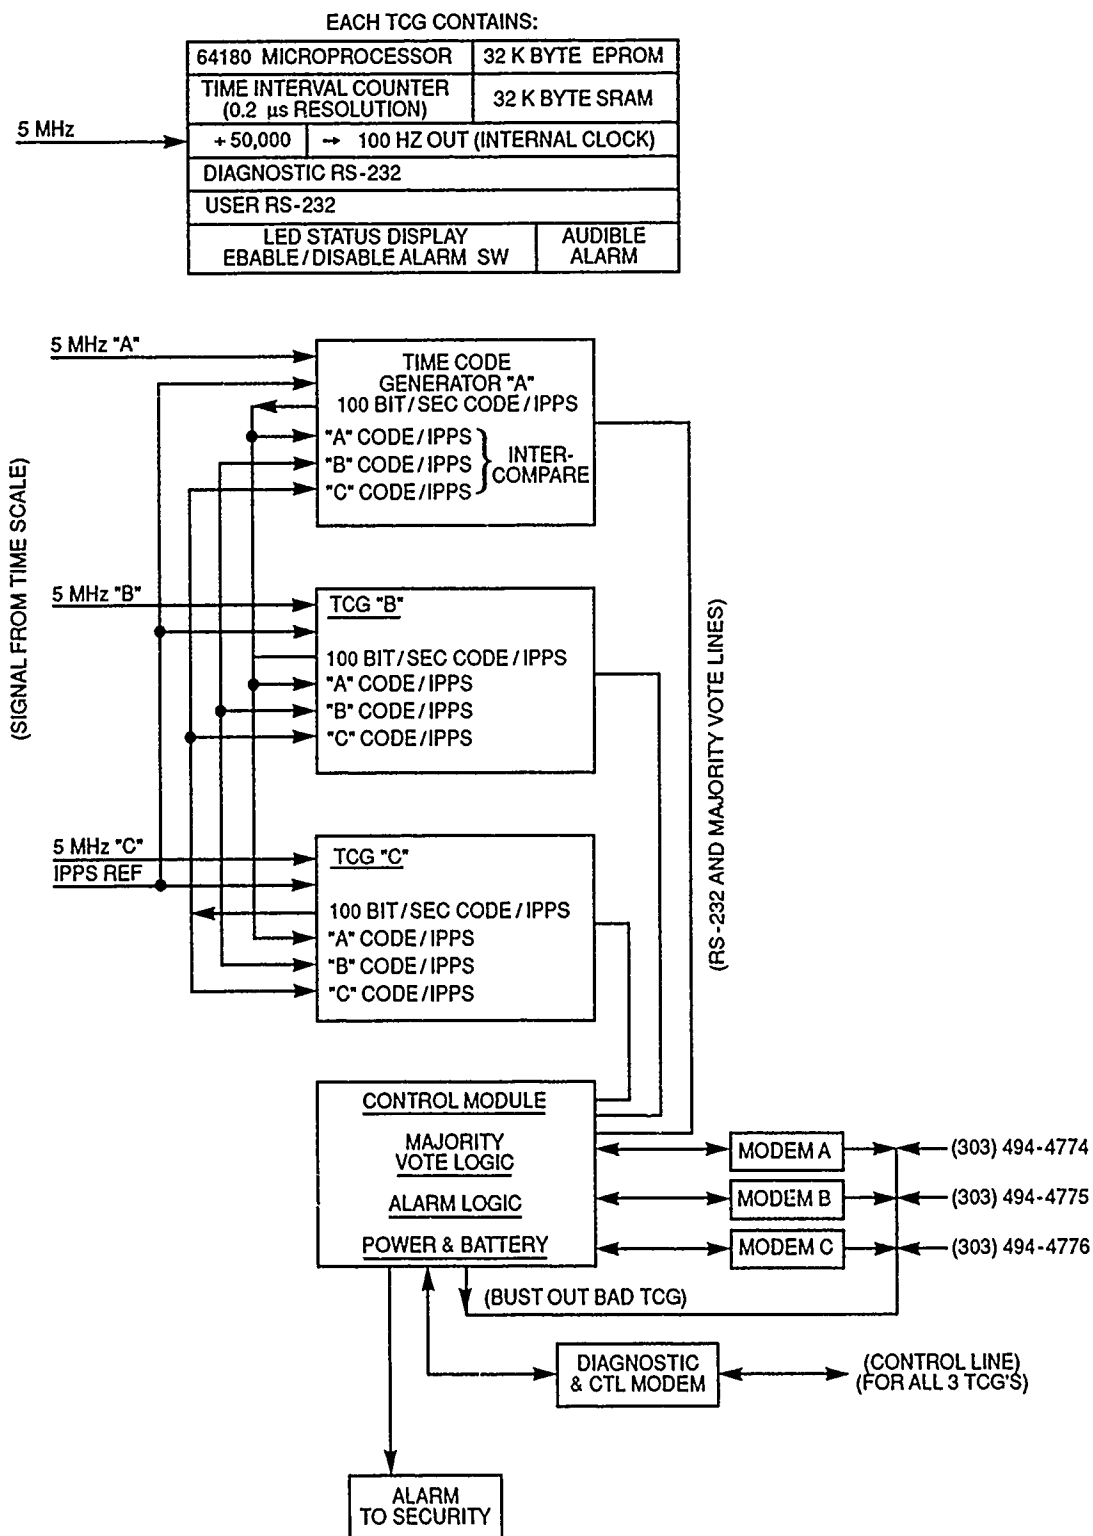 EACH TCG CONTAINS:
64180 MICROPROCESSOR
32 K BYTE EPROM
TIME INTERVAL COUNTER
(0.2 µs RESOLUTION)
32 K BYTE SRAM
5 MHz
+ 50,000
→ 100 HZ OUT (INTERNAL CLOCK)
DIAGNOSTIC RS-232
USER RS-232
LED STATUS DISPLAY
EBABLE/DISABLE ALARM SW
AUDIBLE
ALARM
(SIGNAL FROM TIME SCALE)
5 MHz "A"
TIME CODE
GENERATOR "A"
100 BIT/SEC CODE/IPPS
"A" CODE/IPPS
"B" CODE/IPPS
"C" CODE/IPPS
INTER-
COMPARE
5 MHz "B"
TCG "B"
100 BIT/SEC CODE/IPPS
"A" CODE/IPPS
"B" CODE/IPPS
"C" CODE/IPPS
5 MHz "C"
IPPS REF
TCG "C"
100 BIT/SEC CODE/IPPS
"A" CODE/IPPS
"B" CODE/IPPS
"C" CODE/IPPS
(RS-232 AND MAJORITY VOTE LINES)
CONTROL MODULE
MAJORITY
VOTE LOGIC
ALARM LOGIC
POWER & BATTERY
MODEM A
(303) 494-4774
MODEM B
(303) 494-4775
MODEM C
(303) 494-4776
(BUST OUT BAD TCG)
DIAGNOSTIC
& CTL MODEM
(CONTROL LINE)
(FOR ALL 3 TCG'S)
ALARM
TO SECURITY